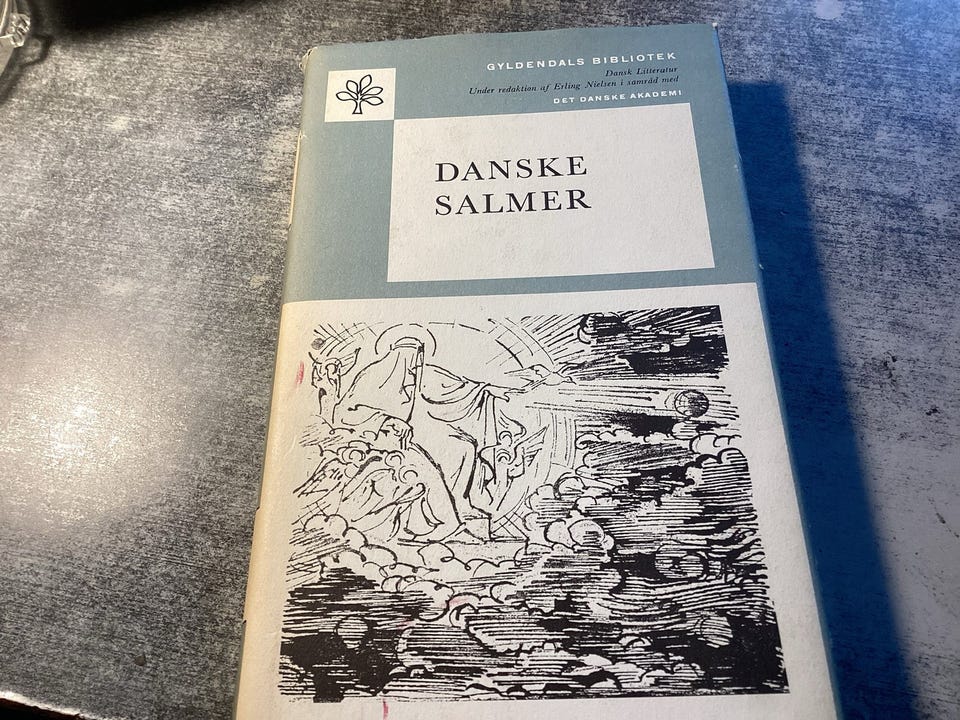 GYLDENDALS BIBLIOTEK
Dansk Litteratur
Under redaktion af Erling Nielsen i samråd med
DET DANSKE AKADEMI
DANSKE
SALMER